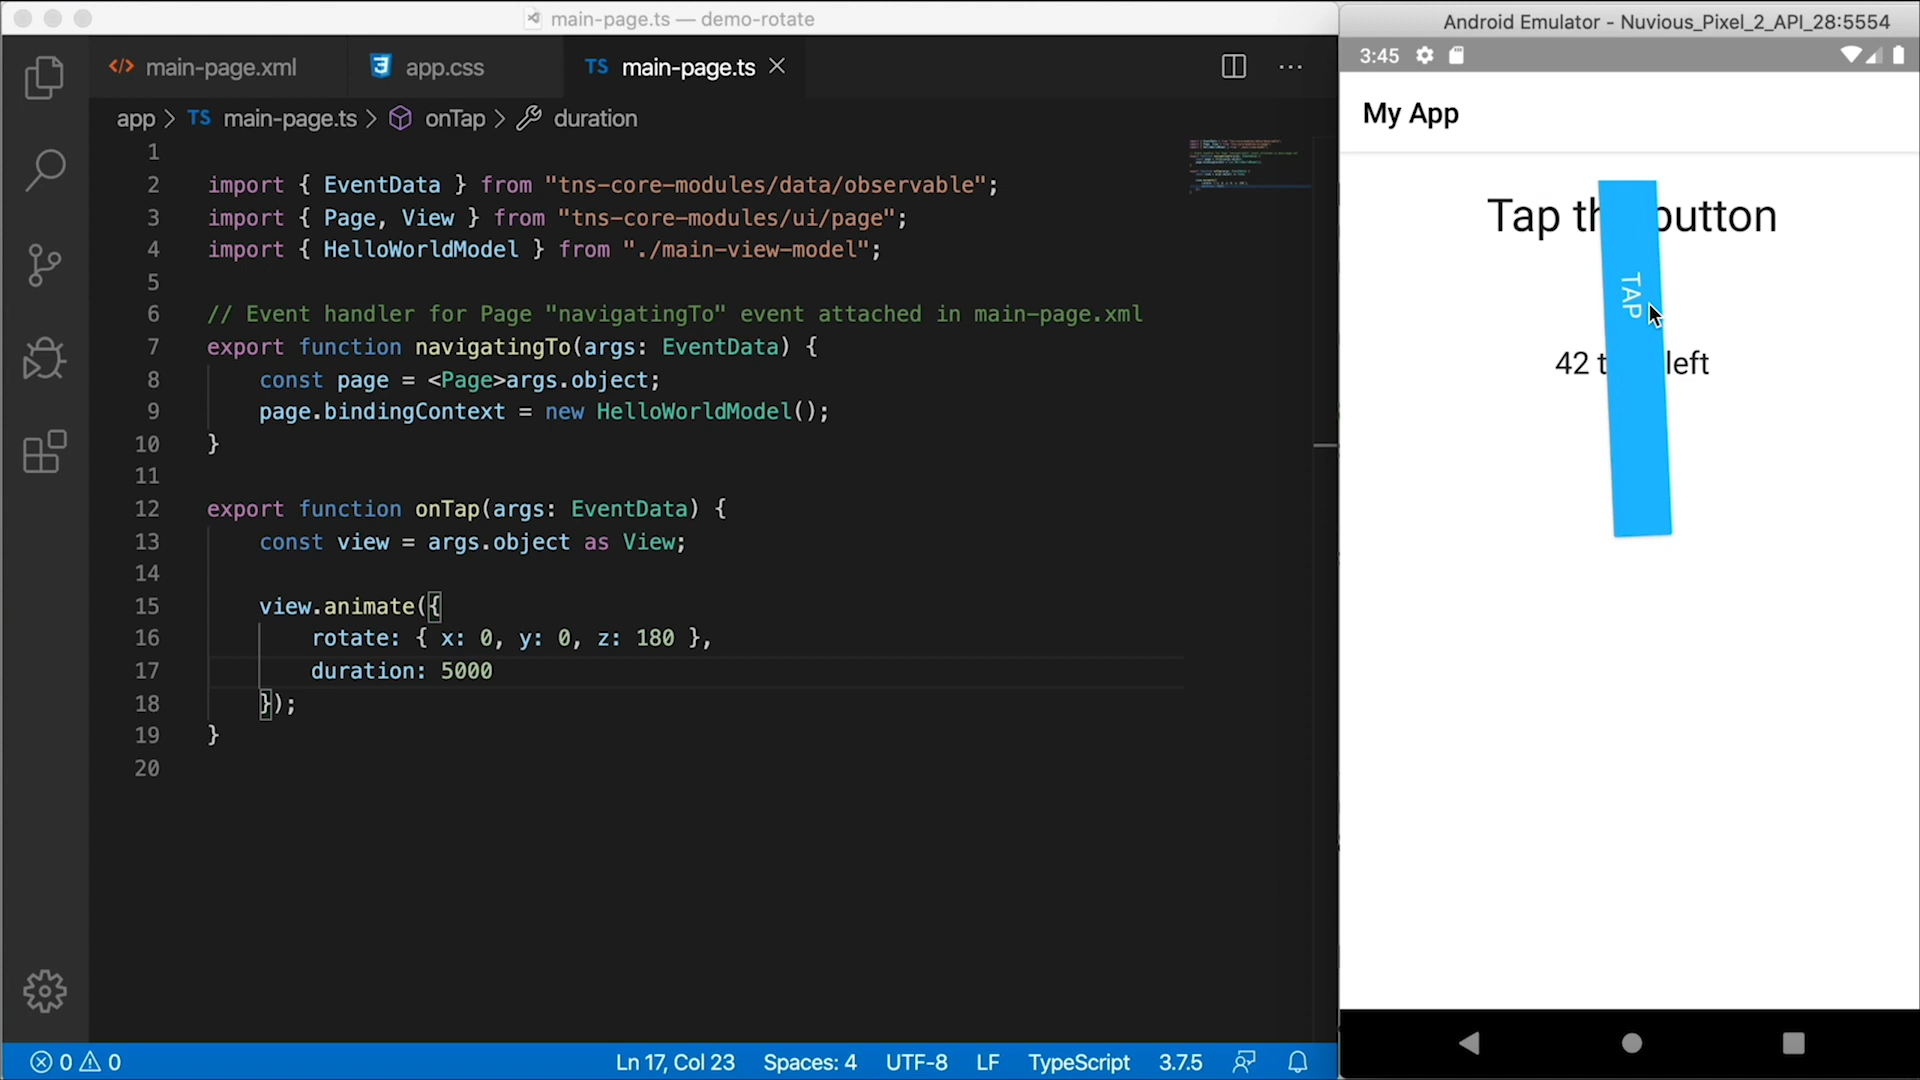 main-page.ts — demo-rotate
main-page.xml
app.css
TS main-page.ts
app > TS main-page.ts > onTap > duration
1
2 import { EventData } from "tns-core-modules/data/observable";
3 import { Page, View } from "tns-core-modules/ui/page";
4 import { HelloWorldModel } from "./main-view-model";
5
6 // Event handler for Page "navigatingTo" event attached in main-page.xml
7 export function navigatingTo(args: EventData) {
8 const page = <Page>args.object;
9 page.bindingContext = new HelloWorldModel();
10 }
11
12 export function onTap(args: EventData) {
13 const view = args.object as View;
14
15 view.animate({
16 rotate: { x: 0, y: 0, z: 180 },
17 duration: 5000
18 });
19 }
20
0 0
Ln 17, Col 23 Spaces: 4 UTF-8 LF TypeScript 3.7.5
Android Emulator - Nuvious_Pixel_2_API_28:5554
3:45
My App
Tap th button
TAP
42 t left